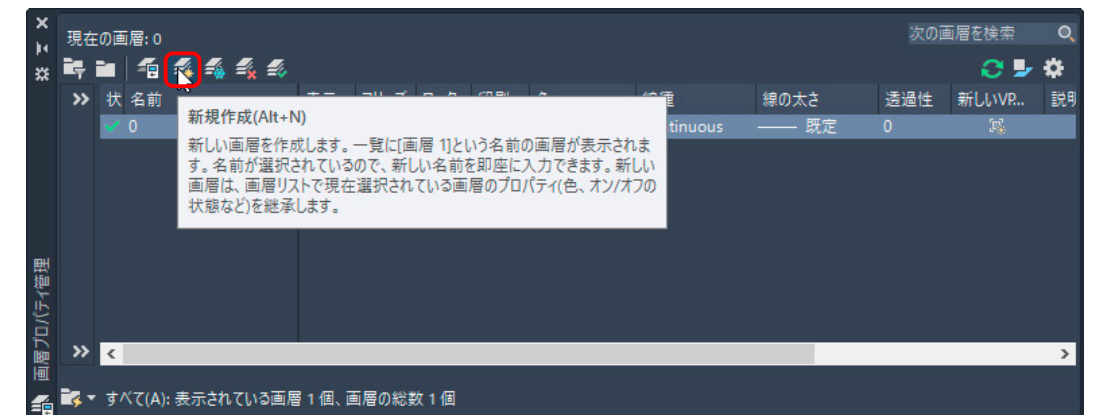 現在の画層: 0
次の画層を検索
状 名前 線の太さ 透過性 新しいVP... 説明
0 tinuous 既定 0
新規作成(Alt+N)
新しい画層を作成します。一覧に[画層 1]という名前の画層が表示されま
す。名前が選択されているので、新しい名前を即座に入力できます。新しい
画層は、画層リストで現在選択されている画層のプロパティ(色、オン/オフの
状態など)を継承します。
画層プロパティ管理
すべて(A): 表示されている画層 1 個、画層の総数 1 個